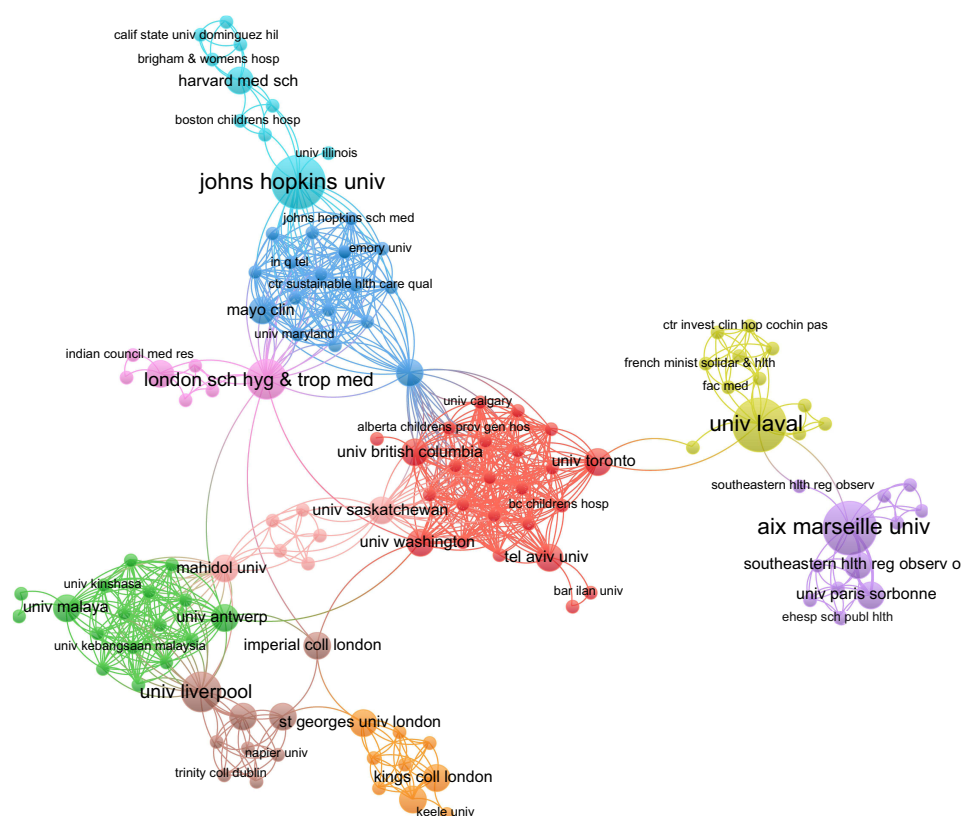 calif state univ dominguez hil
brigham & womens hosp
harvard med sch
boston childrens hosp
univ illinois
johns hopkins univ
johns hopkins sch med
emory univ
in q tel
ctr sustainable hlth care qual
mayo clin
univ maryland
indian council med res
london sch hyg & trop med
ctr invest clin hop cochin pas
french minist solidar & hlth
fac med
univ laval
univ calgary
alberta childrens prov gen hos
univ british columbia
univ toronto
southeastern hlth reg observ
bc childrens hosp
univ saskatchewan
aix marseille univ
univ washington
tel aviv univ
southeastern hlth reg observ o
mahidol univ
univ kinshasa
bar ilan univ
univ paris sorbonne
univ malaya
univ antwerp
ehesp sch publ hlth
univ kebangsaan malaysia
imperial coll london
univ liverpool
st georges univ london
napier univ
trinity coll dublin
kings coll london
keele univ